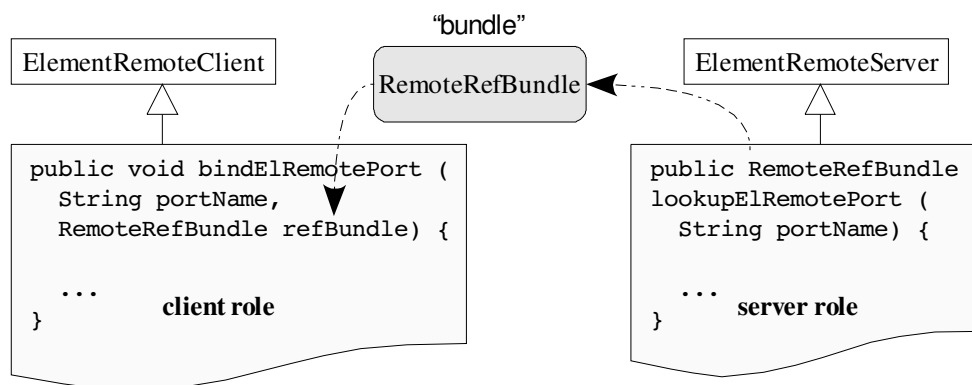 “bundle”
ElementRemoteClient
RemoteRefBundle
ElementRemoteServer
public void bindElRemotePort (
String portName,
RemoteRefBundle refBundle) {
...
client role
}
public RemoteRefBundle
lookupElRemotePort (
String portName) {
...
server role
}